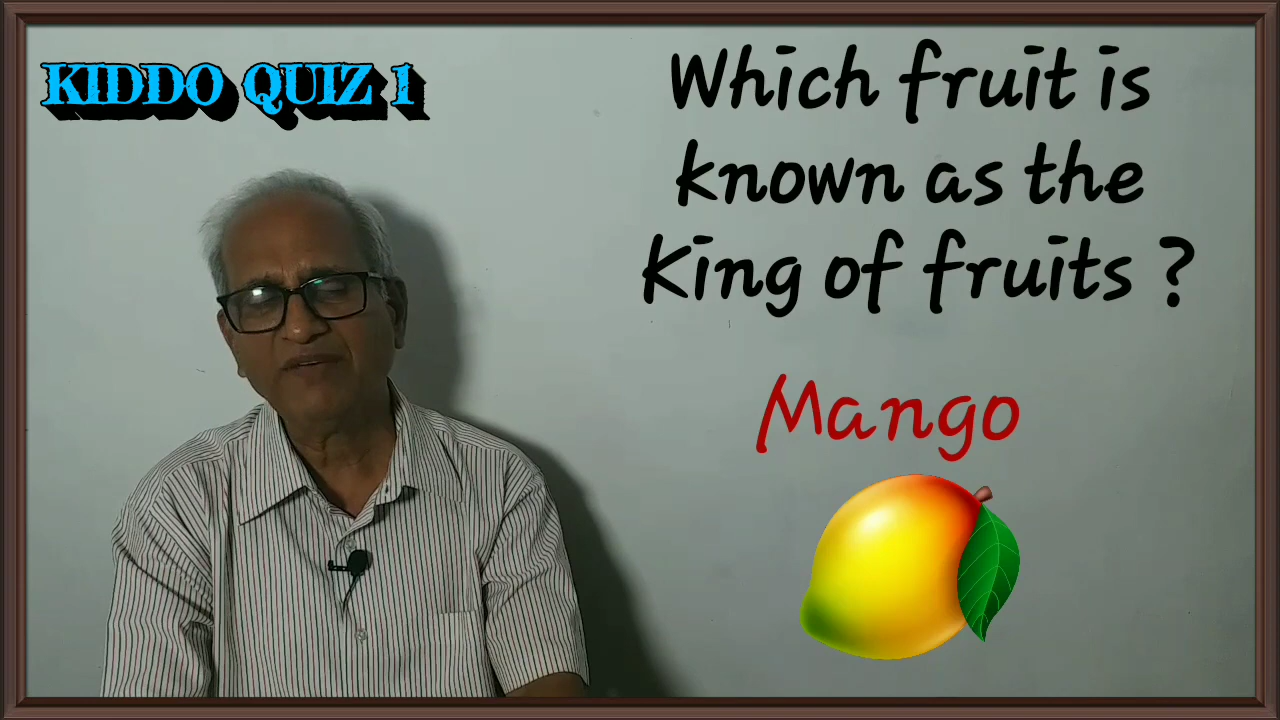 KIDDO QUIZ 1
Which fruit is
known as the
King of fruits ?
Mango